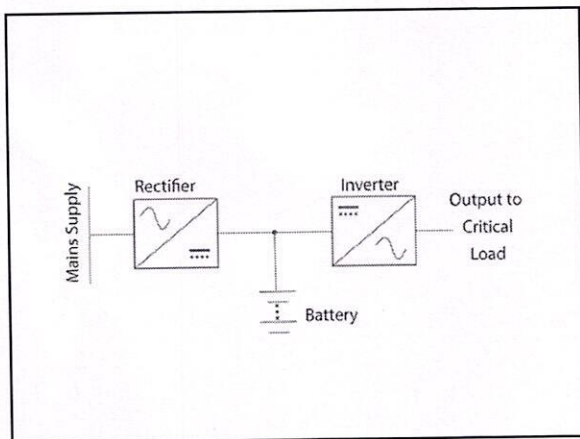 Mains Supply
Rectifier
Inverter
Output to
Critical
Load
Battery